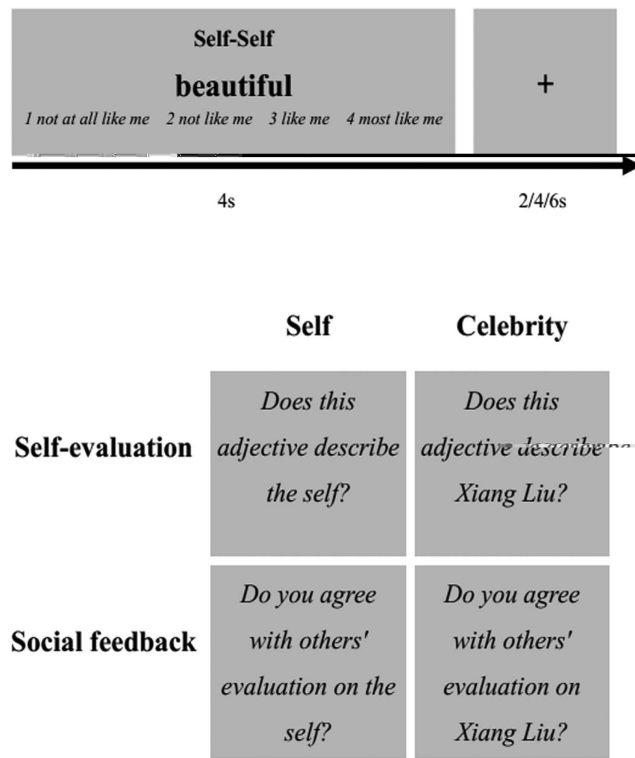 Self-Self
beautiful
1 not at all like me 2 not like me 3 like me 4 most like me
+
4s 2/4/6s
Self Celebrity
Self-evaluation
Does this
adjective describe
the self?
Does this
adjective describe
Xiang Liu?
Social feedback
Do you agree
with others'
evaluation on the
self?
Do you agree
with others'
evaluation on
Xiang Liu?